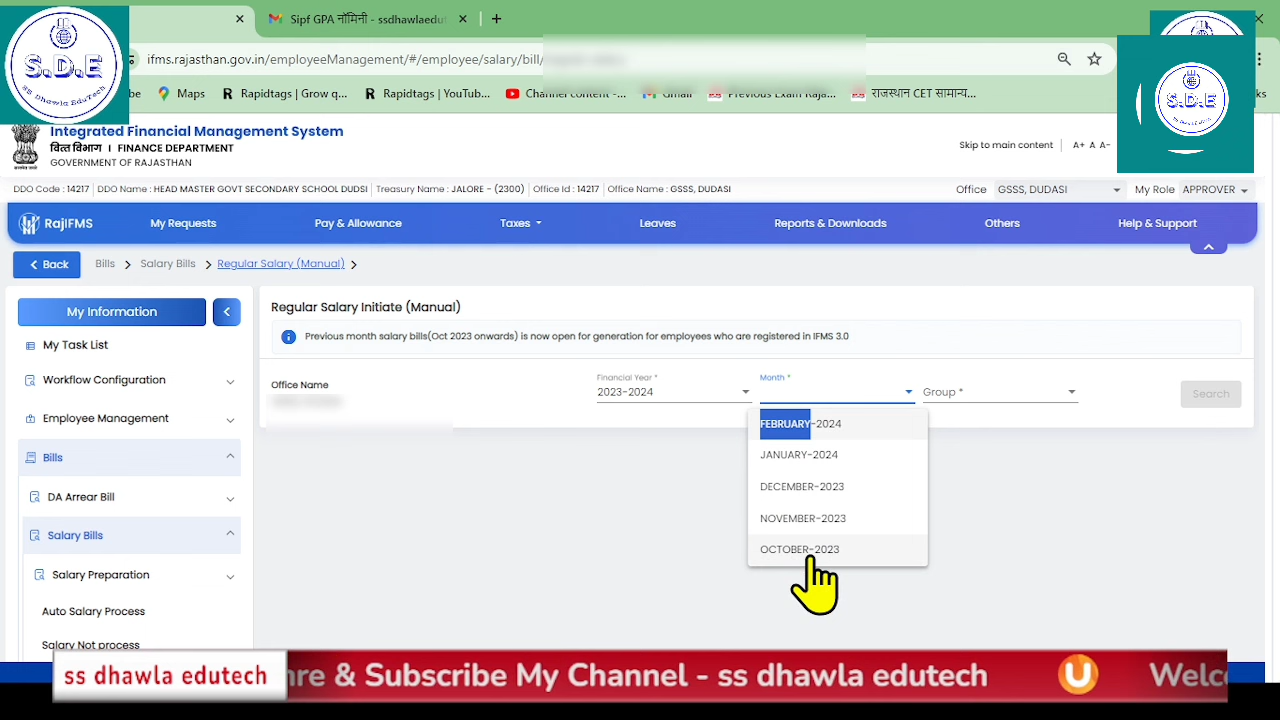 Sipf GPA नॉमिनी - ssdhawlaedut
ifms.rajasthan.gov.in/employeeManagement/#/employee/salary/bill/
S.D.E
SS Dhawla EduTech
S.D.E
be
Maps
Rapidtags | Grow q...
Rapidtags | YouTub...
Channel content -...
Gmail
Previous Exam Raja...
राजस्थान CET सामान्य...
ks
Integrated Financial Management System
वित्त विभाग I FINANCE DEPARTMENT
GOVERNMENT OF RAJASTHAN
Skip to main content A+ A A-
DDO Code : 14217 DDO Name : HEAD MASTER GOVT SECONDARY SCHOOL DUDSI Treasury Name : JALORE - (2300) Office Id : 14217 Office Name : GSSS, DUDASI Office GSSS, DUDASI My Role APPROVER
RajIFMS My Requests Pay & Allowance Taxes Leaves Reports & Downloads Others Help & Support
Back Bills Salary Bills Regular Salary (Manual)
My Information
My Task List
Workflow Configuration
Employee Management
Bills
DA Arrear Bill
Salary Bills
Salary Preparation
Auto Salary Process
Salary Not process
Regular Salary Initiate (Manual)
Previous month salary bills(Oct 2023 onwards) is now open for generation for employees who are registered in IFMS 3.0
Office Name
Financial Year *
2023-2024
Month *
Group *
Search
FEBRUARY-2024
JANUARY-2024
DECEMBER-2023
NOVEMBER-2023
OCTOBER-2023
ss dhawla edutech
re & Subscribe My Channel - ss dhawla edutech
Welc